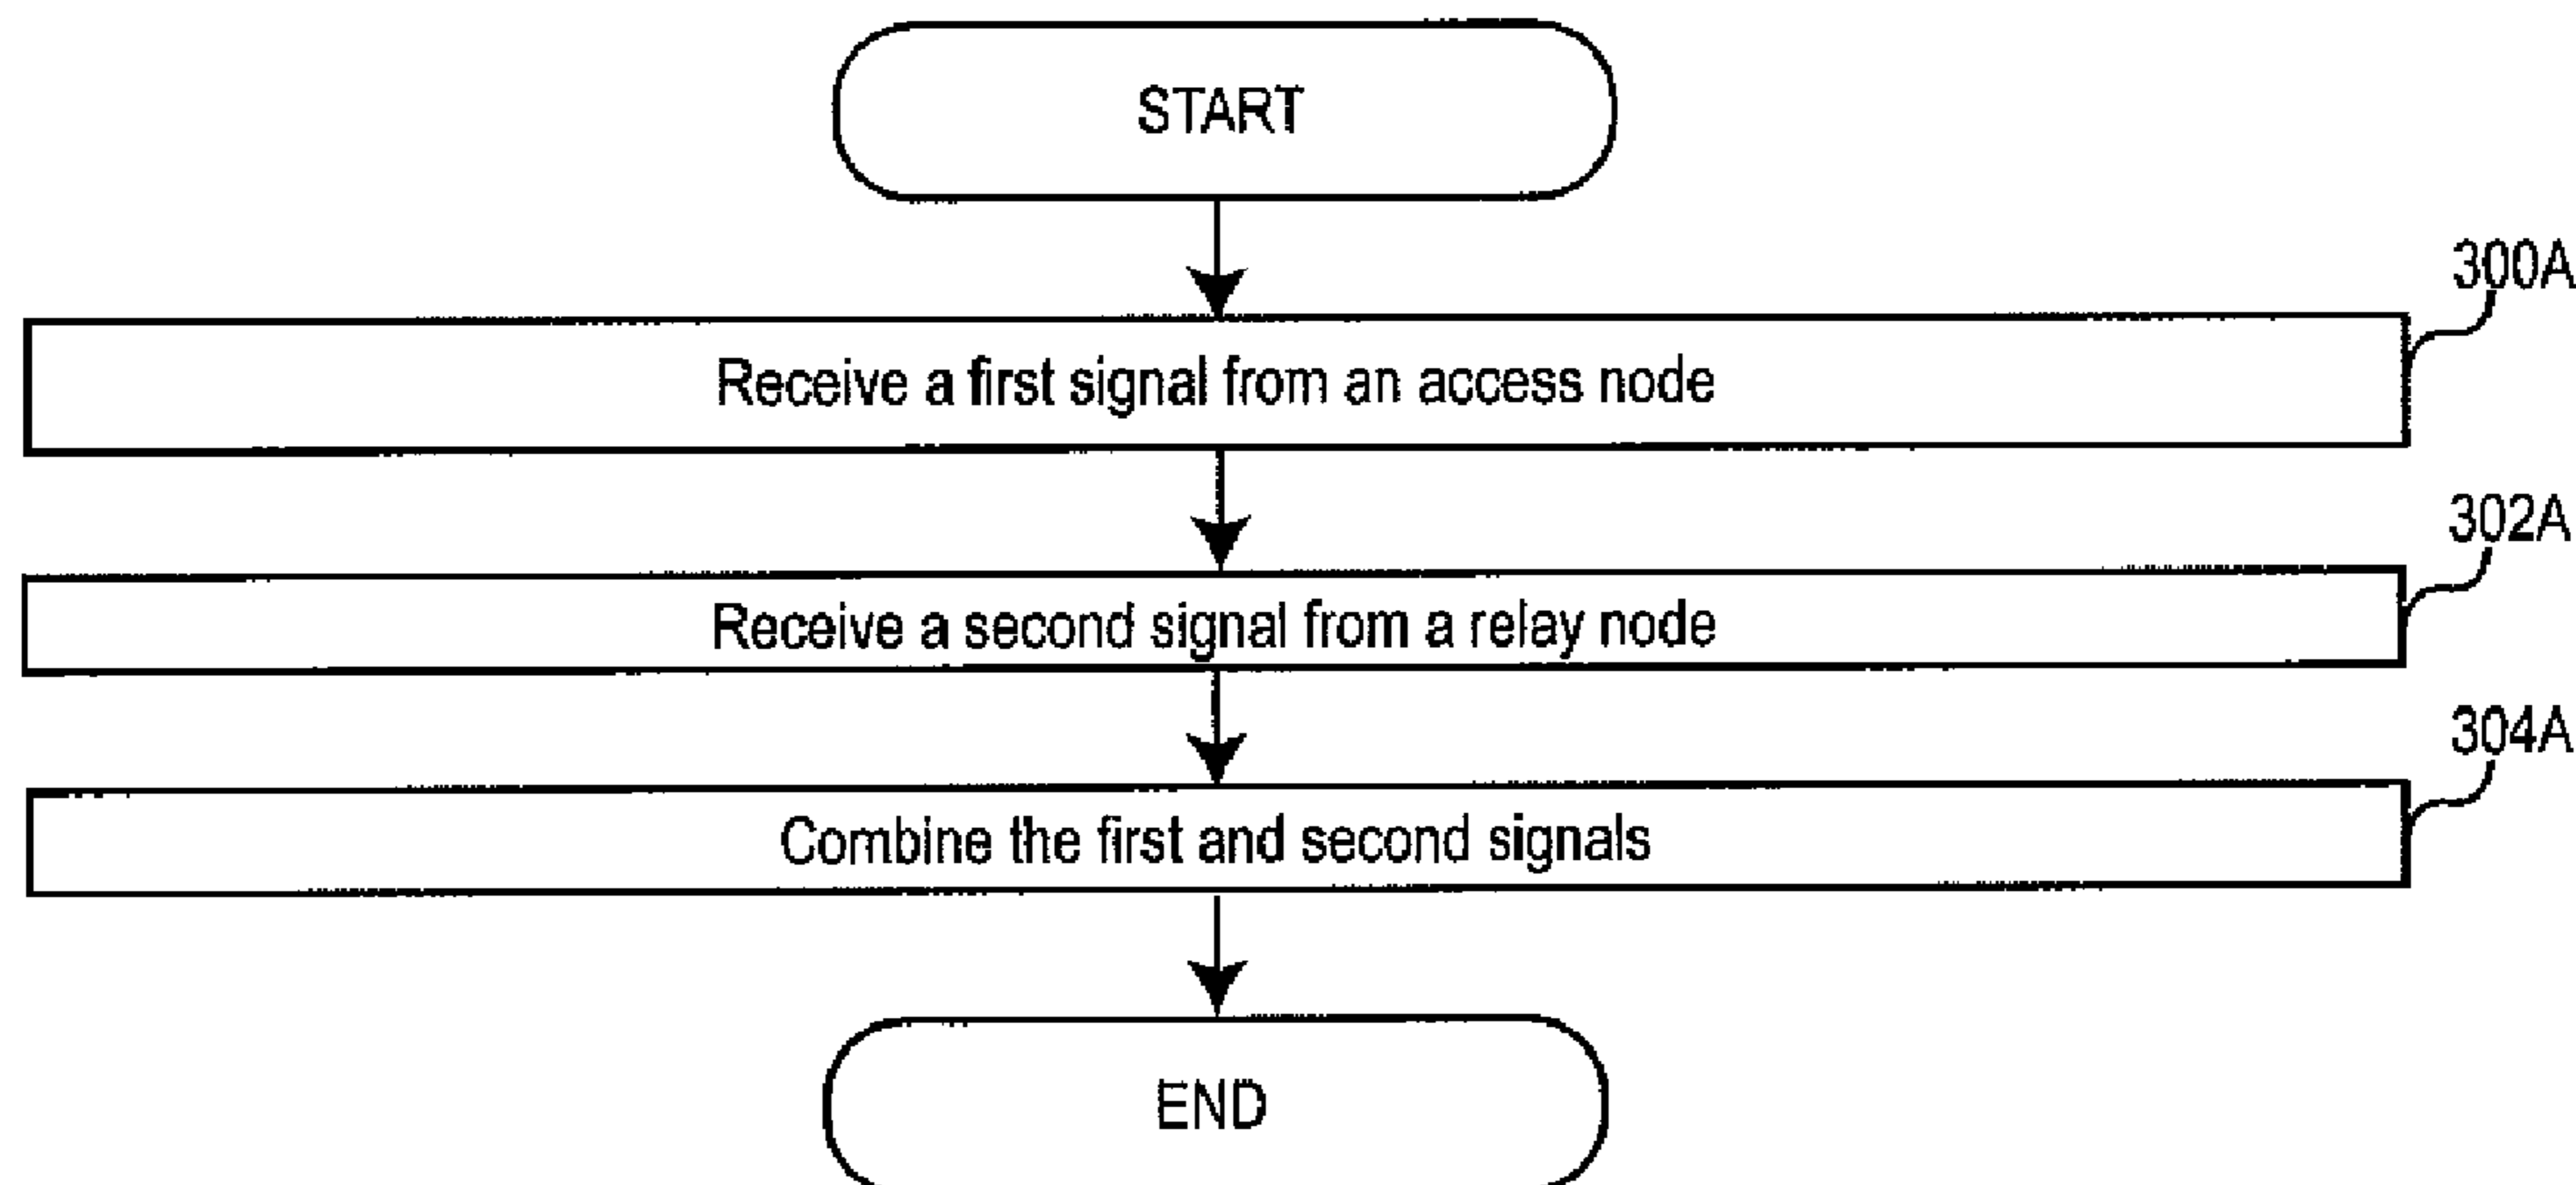 START
300A
Receive a first signal from an access node
302A
Receive a second signal from a relay node
304A
Combine the first and second signals
END